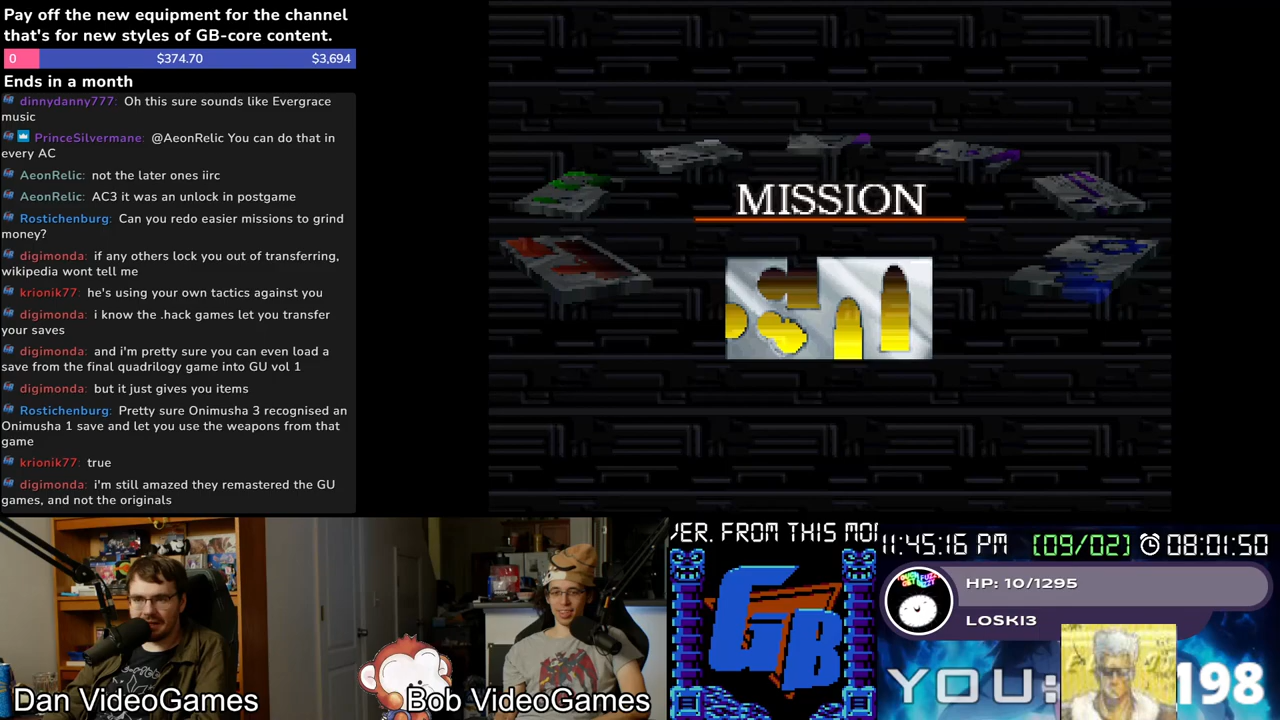 Pay off the new equipment for the channel
that's for new styles of GB-core content.
0 $374.70 $3,694
Ends in a month
dinnydanny777: Oh this sure sounds like Evergrace
music
PrinceSilvermane: @AeonRelic You can do that in
every AC
AeonRelic: not the later ones iirc
AeonRelic: AC3 it was an unlock in postgame
Rostichenburg: Can you redo easier missions to grind
money?
digimonda: if any others lock you out of transferring,
wikipedia wont tell me
krionik77: he's using your own tactics against you
digimonda: i know the .hack games let you transfer
your saves
digimonda: and i'm pretty sure you can even load a
save from the final quadrilogy game into GU vol 1
digimonda: but it just gives you items
Rostichenburg: Pretty sure Onimusha 3 recognised an
Onimusha 1 save and let you use the weapons from that
game
krionik77: true
digimonda: i'm still amazed they remastered the GU
games, and not the originals
MISSION
Dan VideoGames
Bob VideoGames
VER. FROM THIS MO
GB
11:45:16 PM [09/02] 08:01:50
HP: 10/1295
LOSKI3
YOU: 198